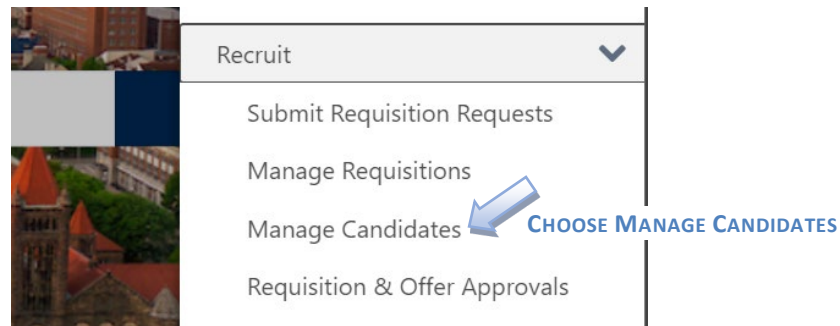 Recruit
Submit Requisition Requests
Manage Requisitions
Manage Candidates
CHOOSE MANAGE CANDIDATES
Requisition & Offer Approvals